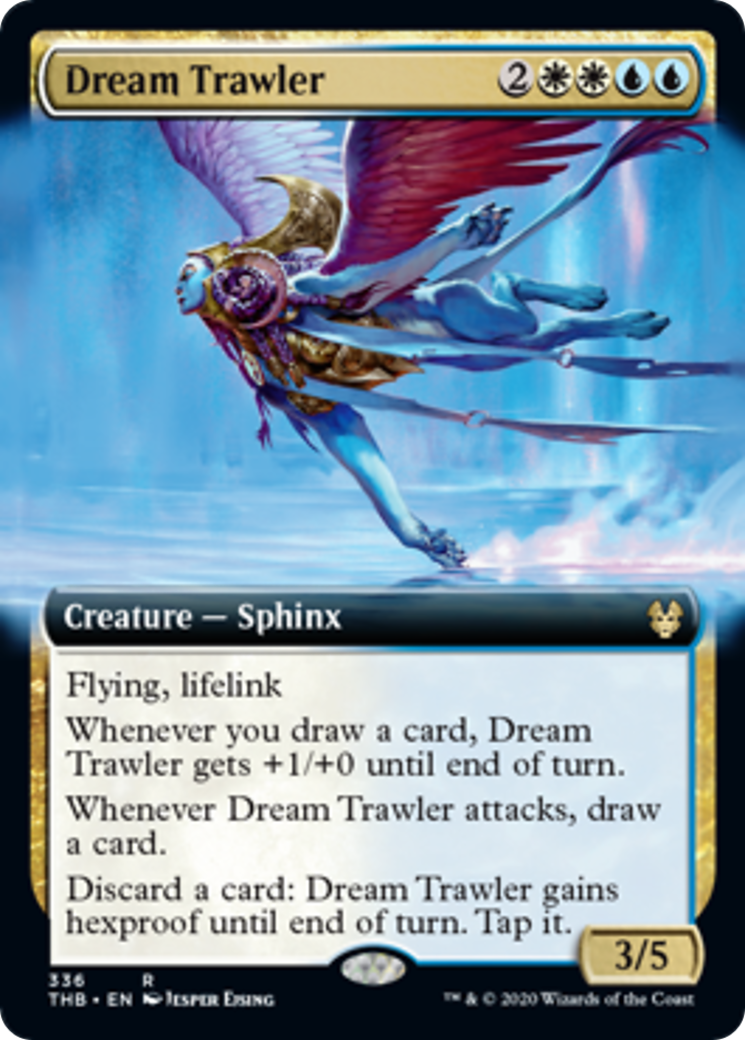 Dream Trawler 2
Creature — Sphinx
Flying, lifelink
Whenever you draw a card, Dream
Trawler gets +1/+0 until end of turn.
Whenever Dream Trawler attacks, draw
a card.
Discard a card: Dream Trawler gains
hexproof until end of turn. Tap it.
3/5
336 R
THB • EN Jesper Ejsing
™ & © 2020 Wizards of the Coast